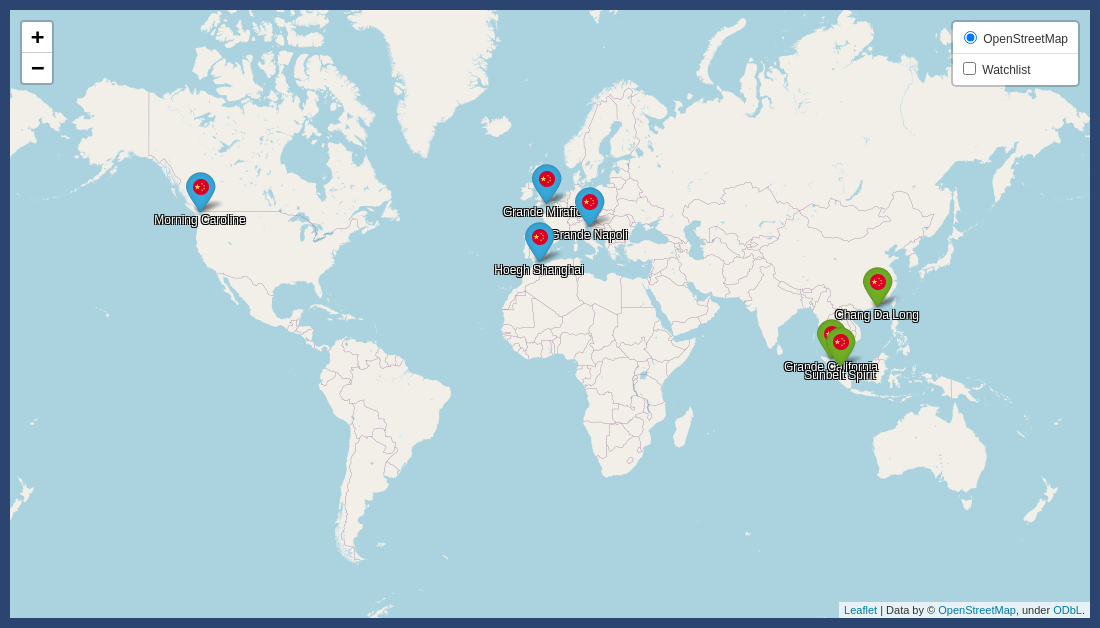 +
−
OpenStreetMap
Watchlist
Morning Caroline
Grande Mirafio
Grande Napoli
Hoegh Shanghai
Chang Da Long
Grande California
Sunbelt Spirit
Leaflet | Data by © OpenStreetMap, under ODbL.